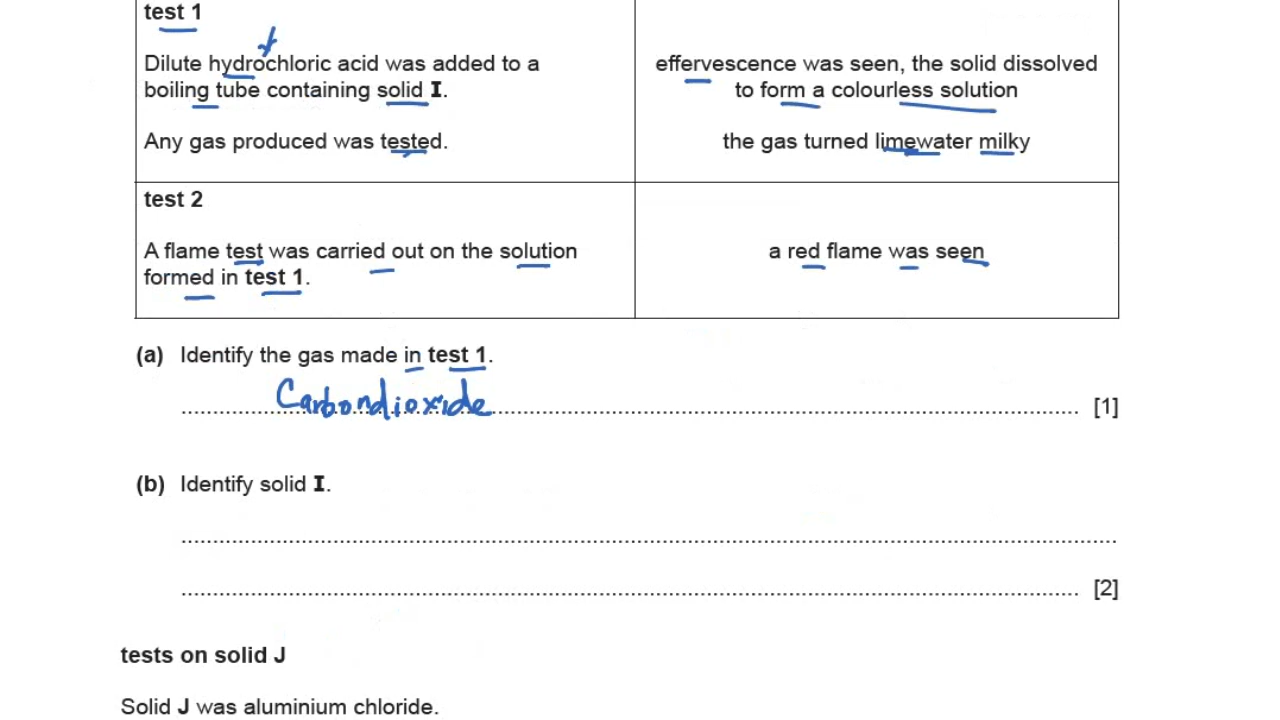 test 1
Dilute hydrochloric acid was added to a
boiling tube containing solid I.
effervescence was seen, the solid dissolved
to form a colourless solution
Any gas produced was tested.
the gas turned limewater milky
test 2
A flame test was carried out on the solution
formed in test 1.
a red flame was seen
(a) Identify the gas made in test 1.
Carbondioxide
[1]
(b) Identify solid I.
[2]
tests on solid J
Solid J was aluminium chloride.